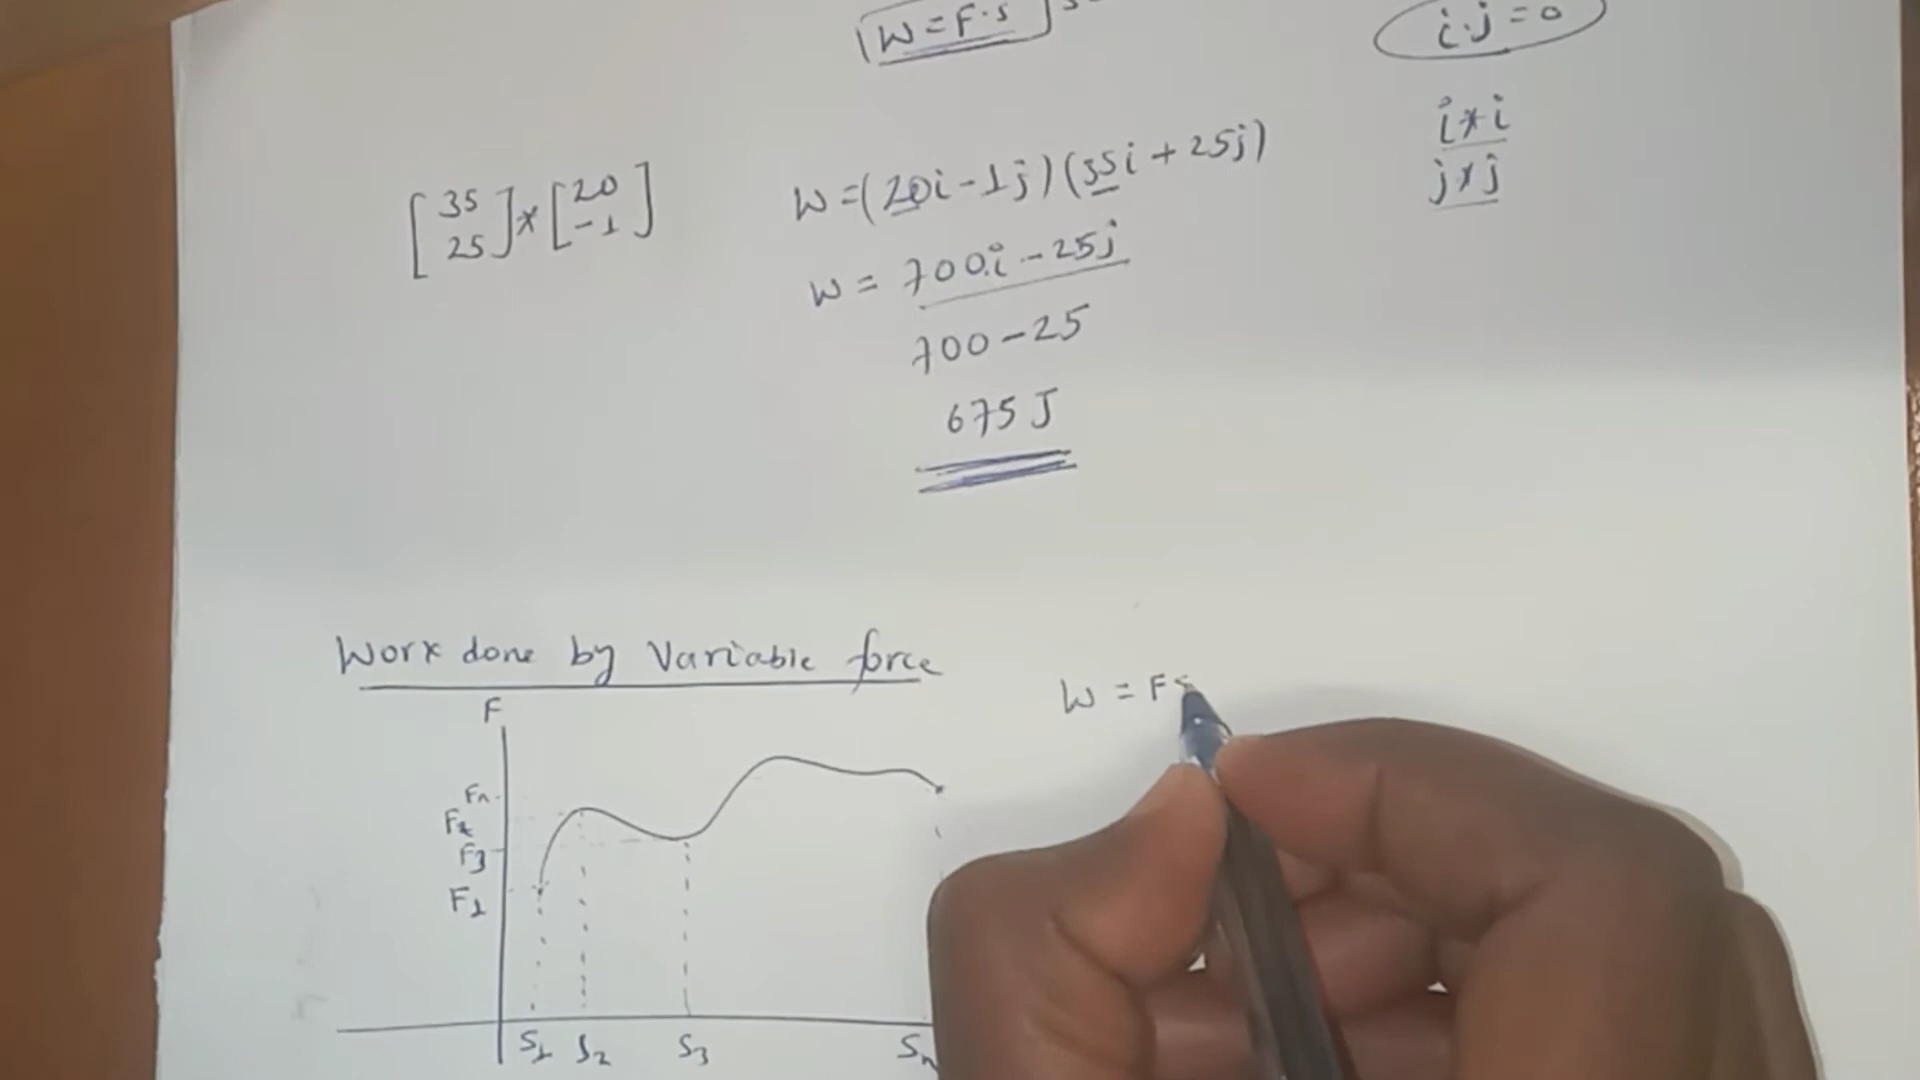 W = F·s
i·j = 0
i*i
j*j
[35 25] * [20 -1]
W = (20i - 1j)(35i + 25j)
W = 700i - 25j
700 - 25
675 J
Work done by Variable force
W = Fs
F
Fn
F2
F3
F1
S1 S2 S3 Sn